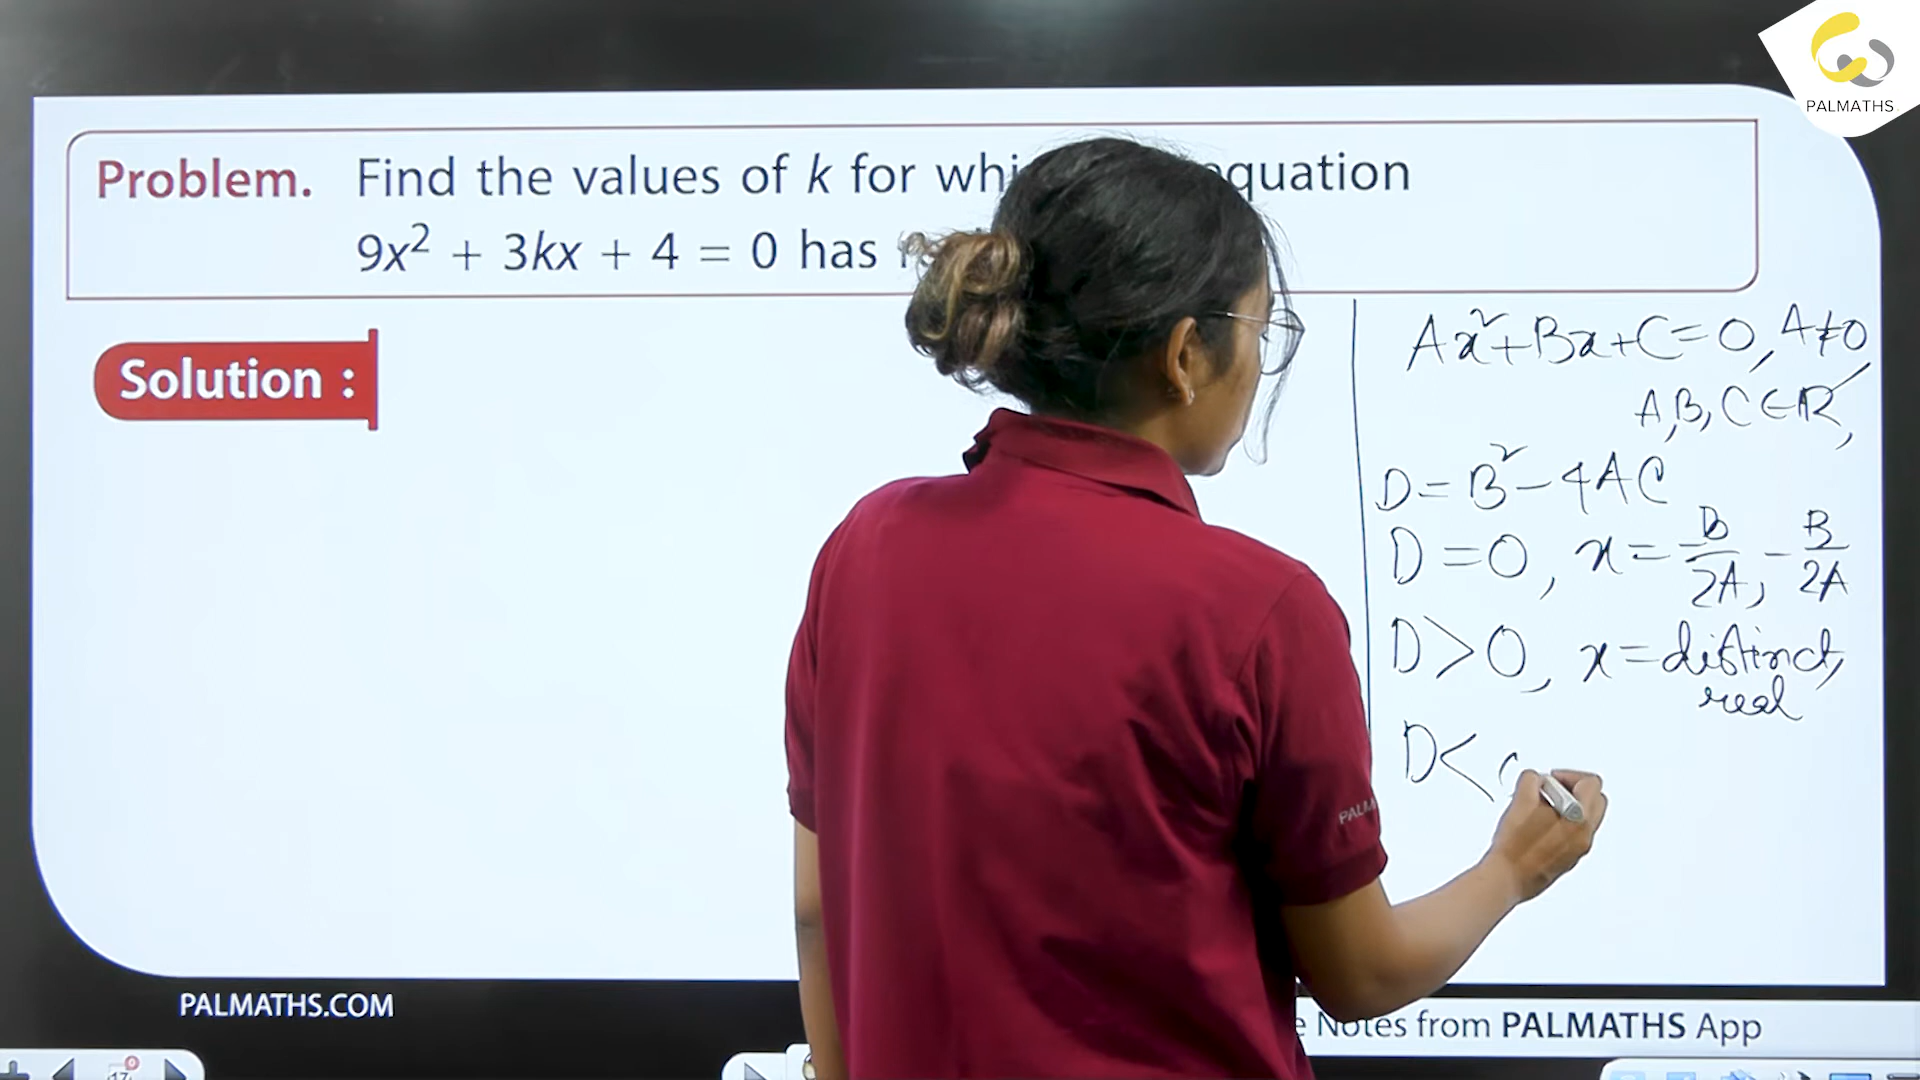 PALMATHS
Problem. Find the values of k for equation
9x² + 3kx + 4 = 0 has
Solution :
Ax²+Bx+C=0, A≠0
A,B,C∈R,
D=B²-4AC
D=0, x=-B/2A, -B/2A
D>0, x=distinct,
real
D<
PALMATHS.COM
Notes from PALMATHS App
17